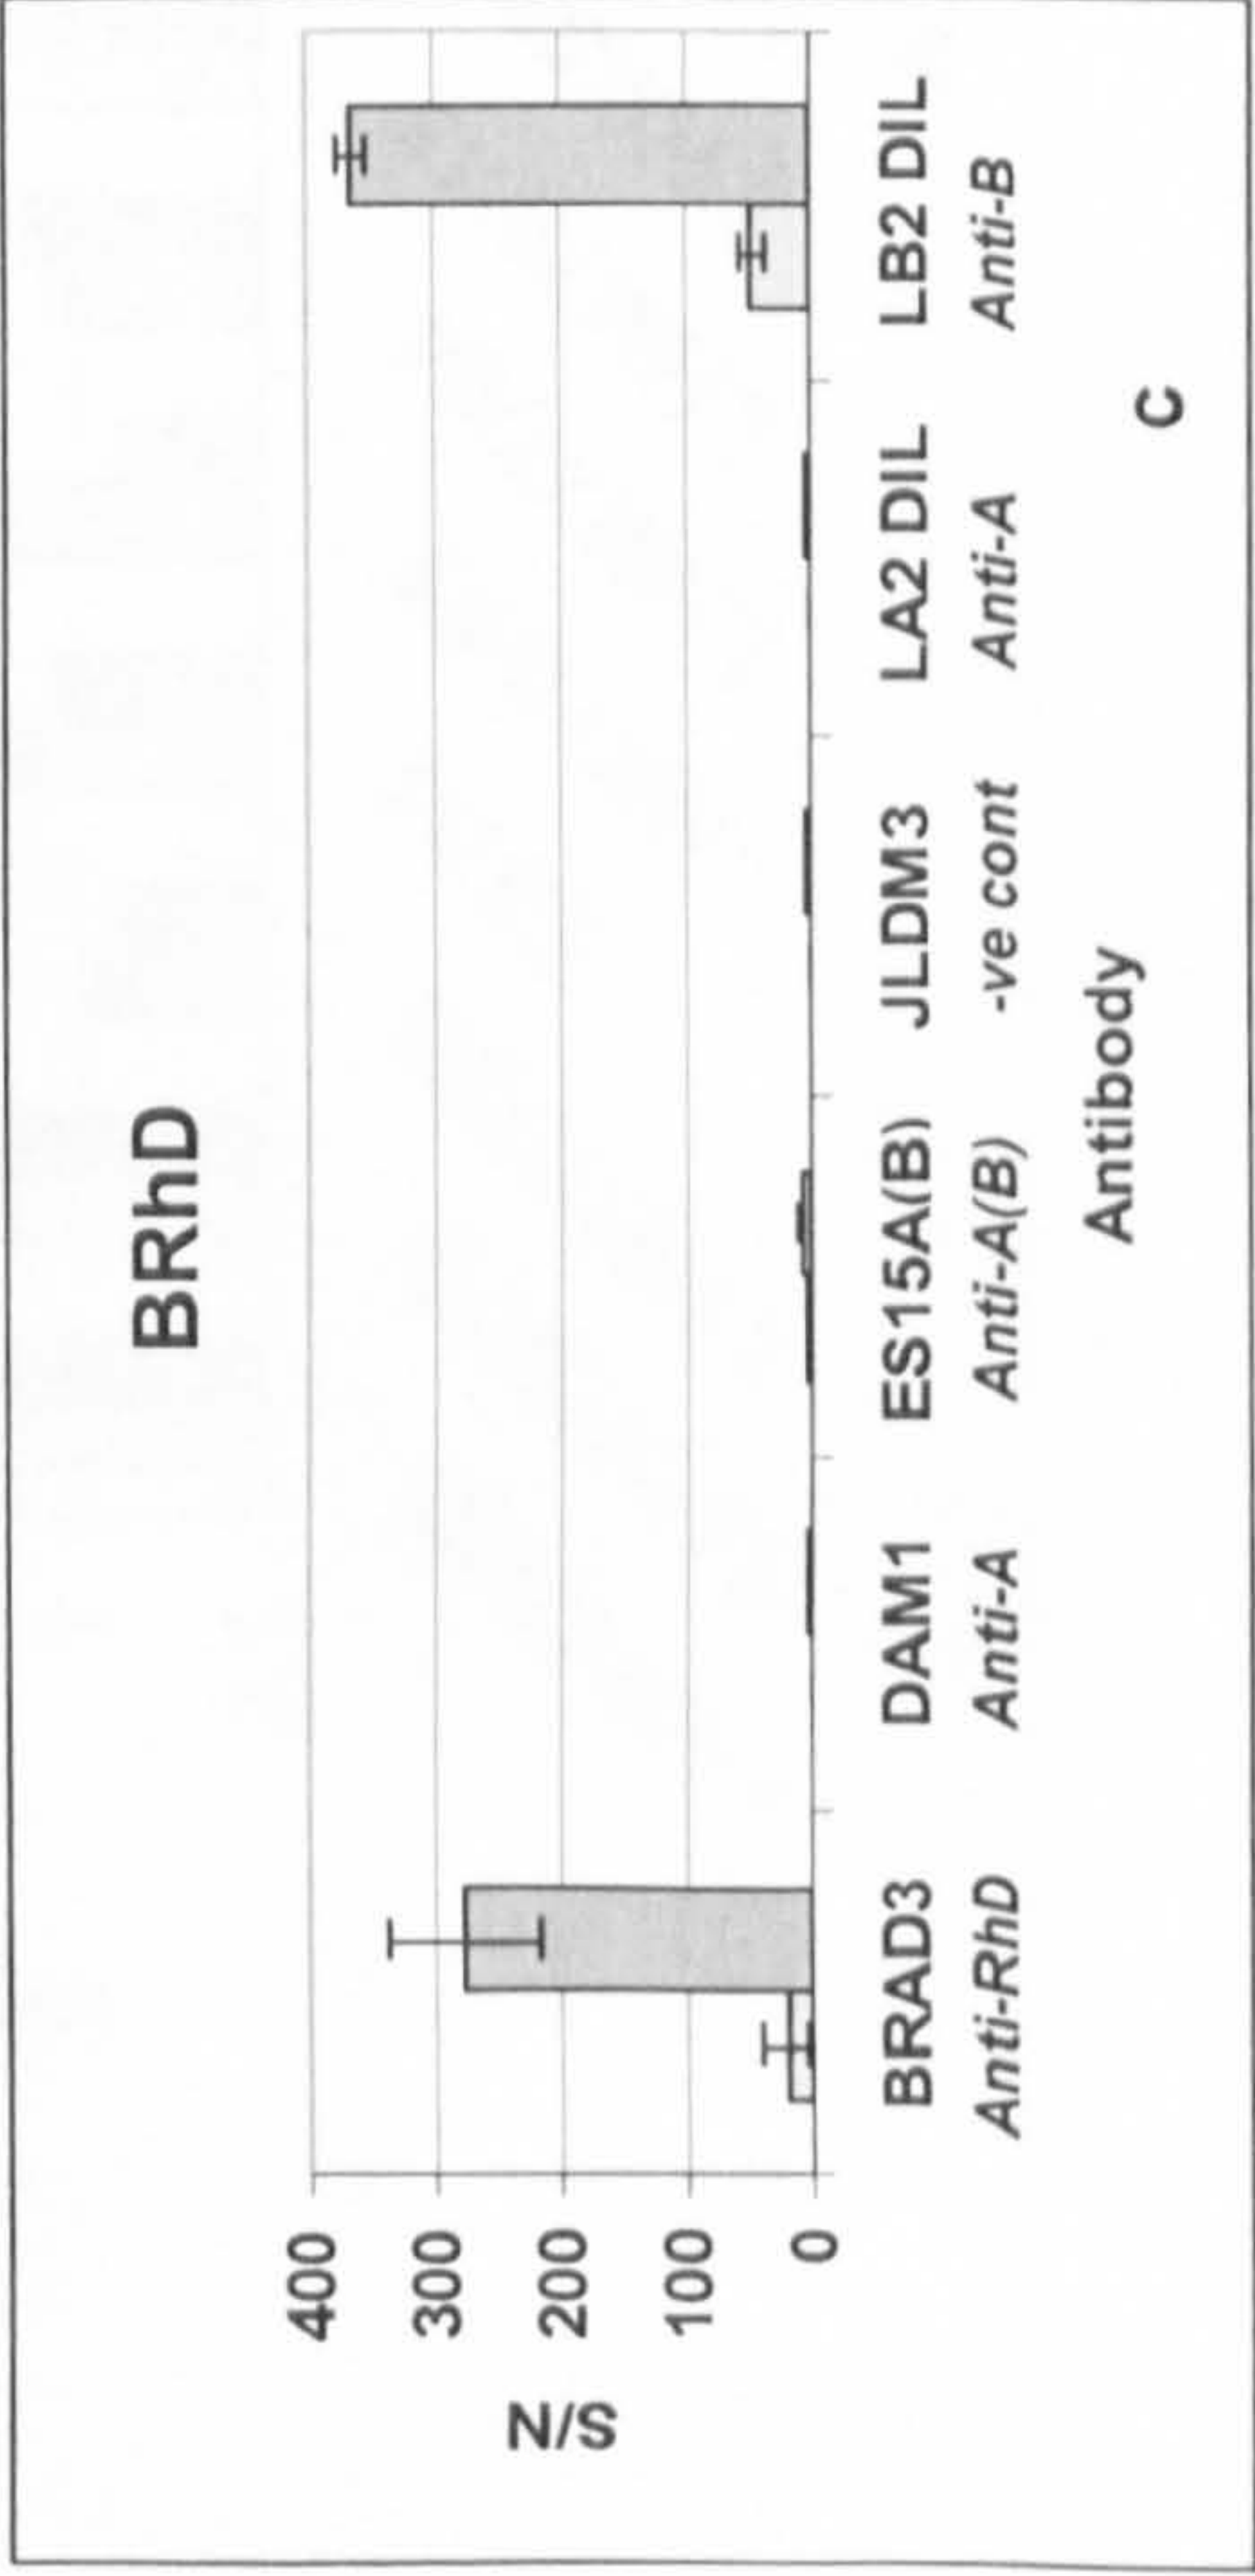 BRhD
S/N
400
300
200
100
0
BRAD3 DAM1 ES15A(B) JLDM3 LA2 DIL LB2 DIL
Anti-RhD Anti-A Anti-A(B) -ve cont Anti-A Anti-B
Antibody
C